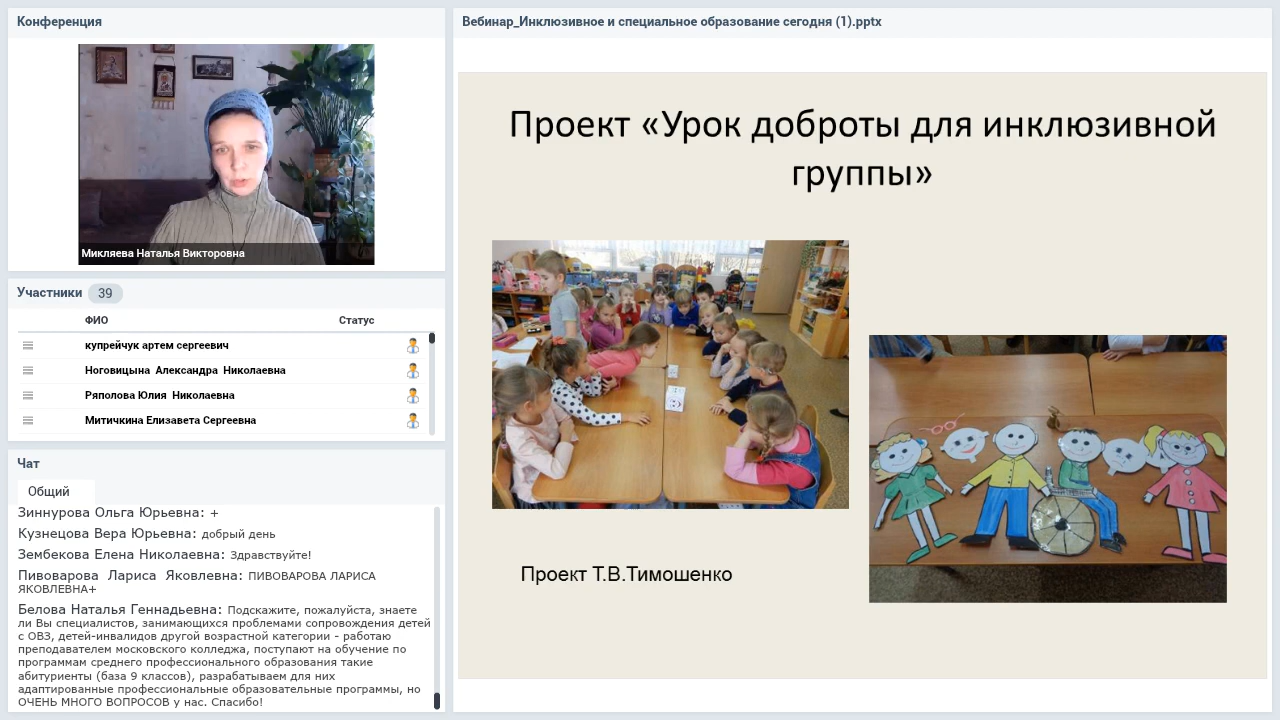 Конференция
Микляева Наталья Викторовна
Участники 39
ФИО Статус
купрейчук артем сергеевич
Ноговицына Александра Николаевна
Ряполова Юлия Николаевна
Митичкина Елизавета Сергеевна
Чат
Общий
Зиннурова Ольга Юрьевна: +
Кузнецова Вера Юрьевна: добрый день
Зембекова Елена Николаевна: Здравствуйте!
Пивоварова Лариса Яковлевна: ПИВОВАРОВА ЛАРИСА
ЯКОВЛЕВНА+
Белова Наталья Геннадьевна: Подскажите, пожалуйста, знаете
ли Вы специалистов, занимающихся проблемами сопровождения детей
с ОВЗ, детей-инвалидов другой возрастной категории - работаю
преподавателем московского колледжа, поступают на обучение по
программам среднего профессионального образования такие
абитуриенты (база 9 классов), разрабатываем для них
адаптированные профессиональные образовательные программы, но
ОЧЕНЬ МНОГО ВОПРОСОВ у нас. Спасибо!
Вебинар_Инклюзивное и специальное образование сегодня (1).pptx
Проект «Урок доброты для инклюзивной
группы»
Проект Т.В.Тимошенко